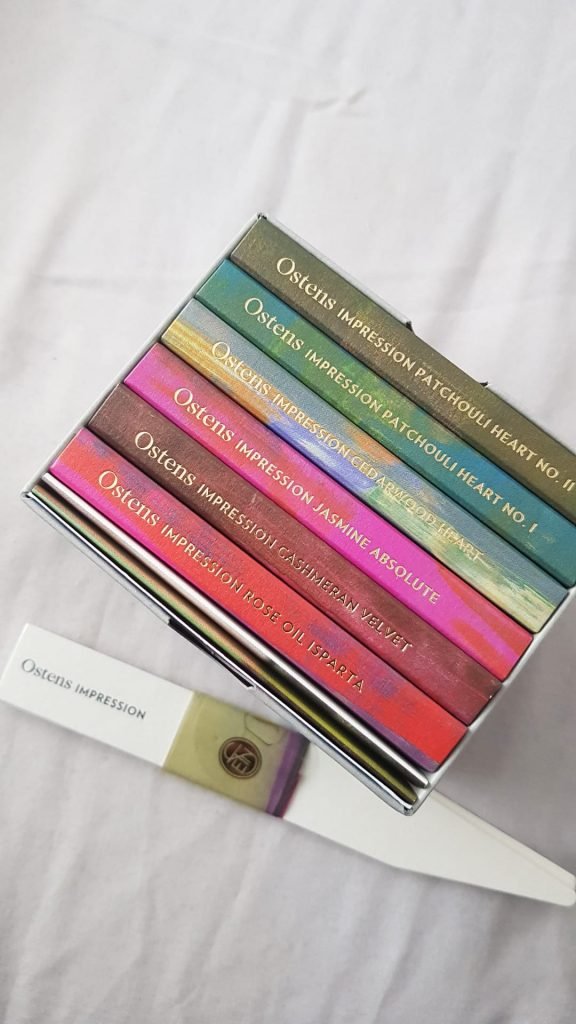 Ostens IMPRESSION PATCHOULI HEART NO. II
Ostens IMPRESSION PATCHOULI HEART NO. I
Ostens IMPRESSION CEDARWOOD HEART
Ostens IMPRESSION JASMINE ABSOLUTE
Ostens IMPRESSION CASHMERAN VELVET
Ostens IMPRESSION ROSE OIL ISPARTA
Ostens IMPRESSION